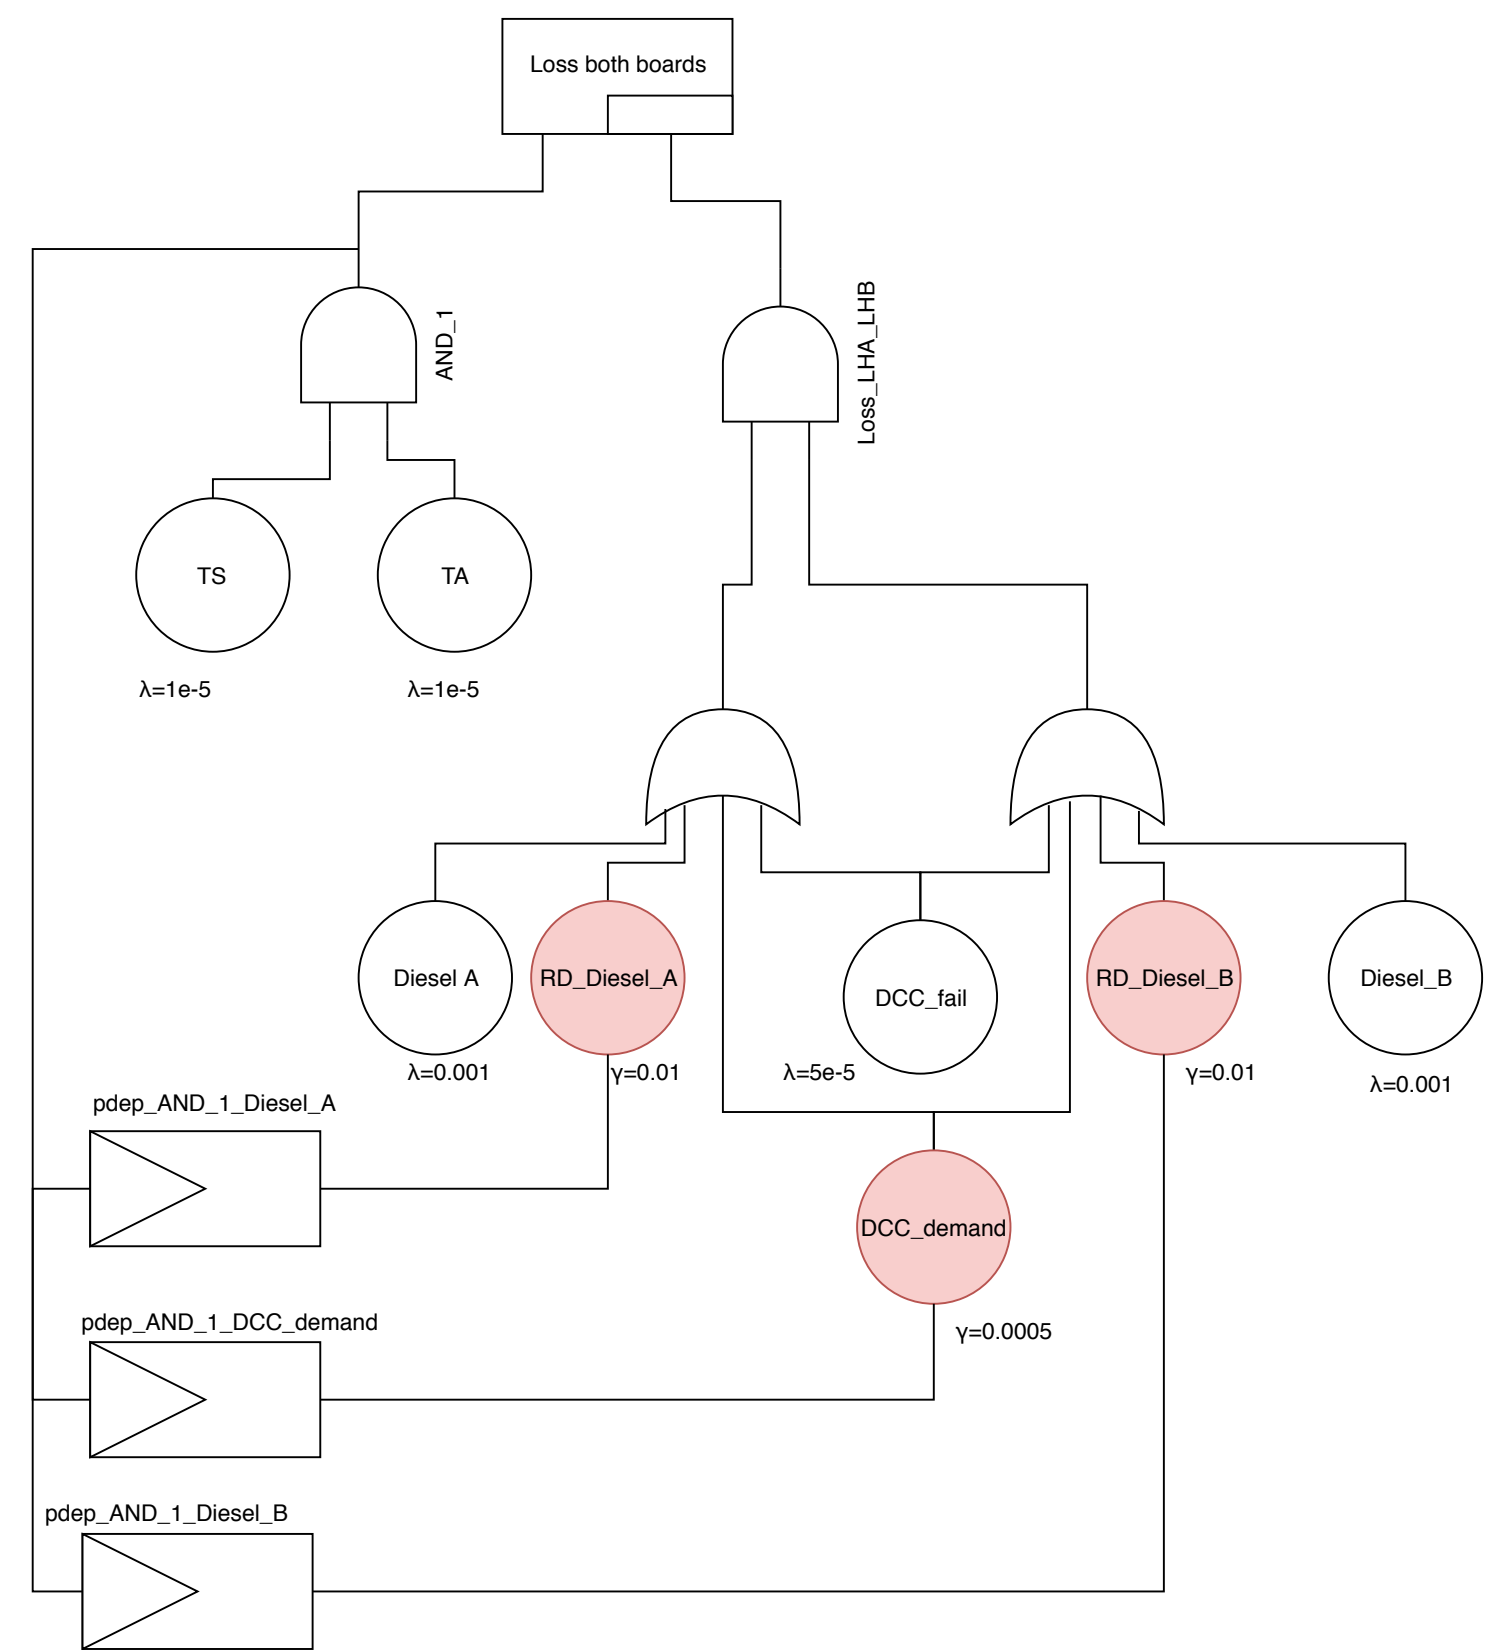 Loss both boards
AND_1
Loss_LHA_LHB
TS
TA
λ=1e-5
λ=1e-5
Diesel A
RD_Diesel_A
DCC_fail
RD_Diesel_B
Diesel_B
λ=0.001
γ=0.01
λ=5e-5
γ=0.01
λ=0.001
pdep_AND_1_Diesel_A
DCC_demand
pdep_AND_1_DCC_demand
γ=0.0005
pdep_AND_1_Diesel_B